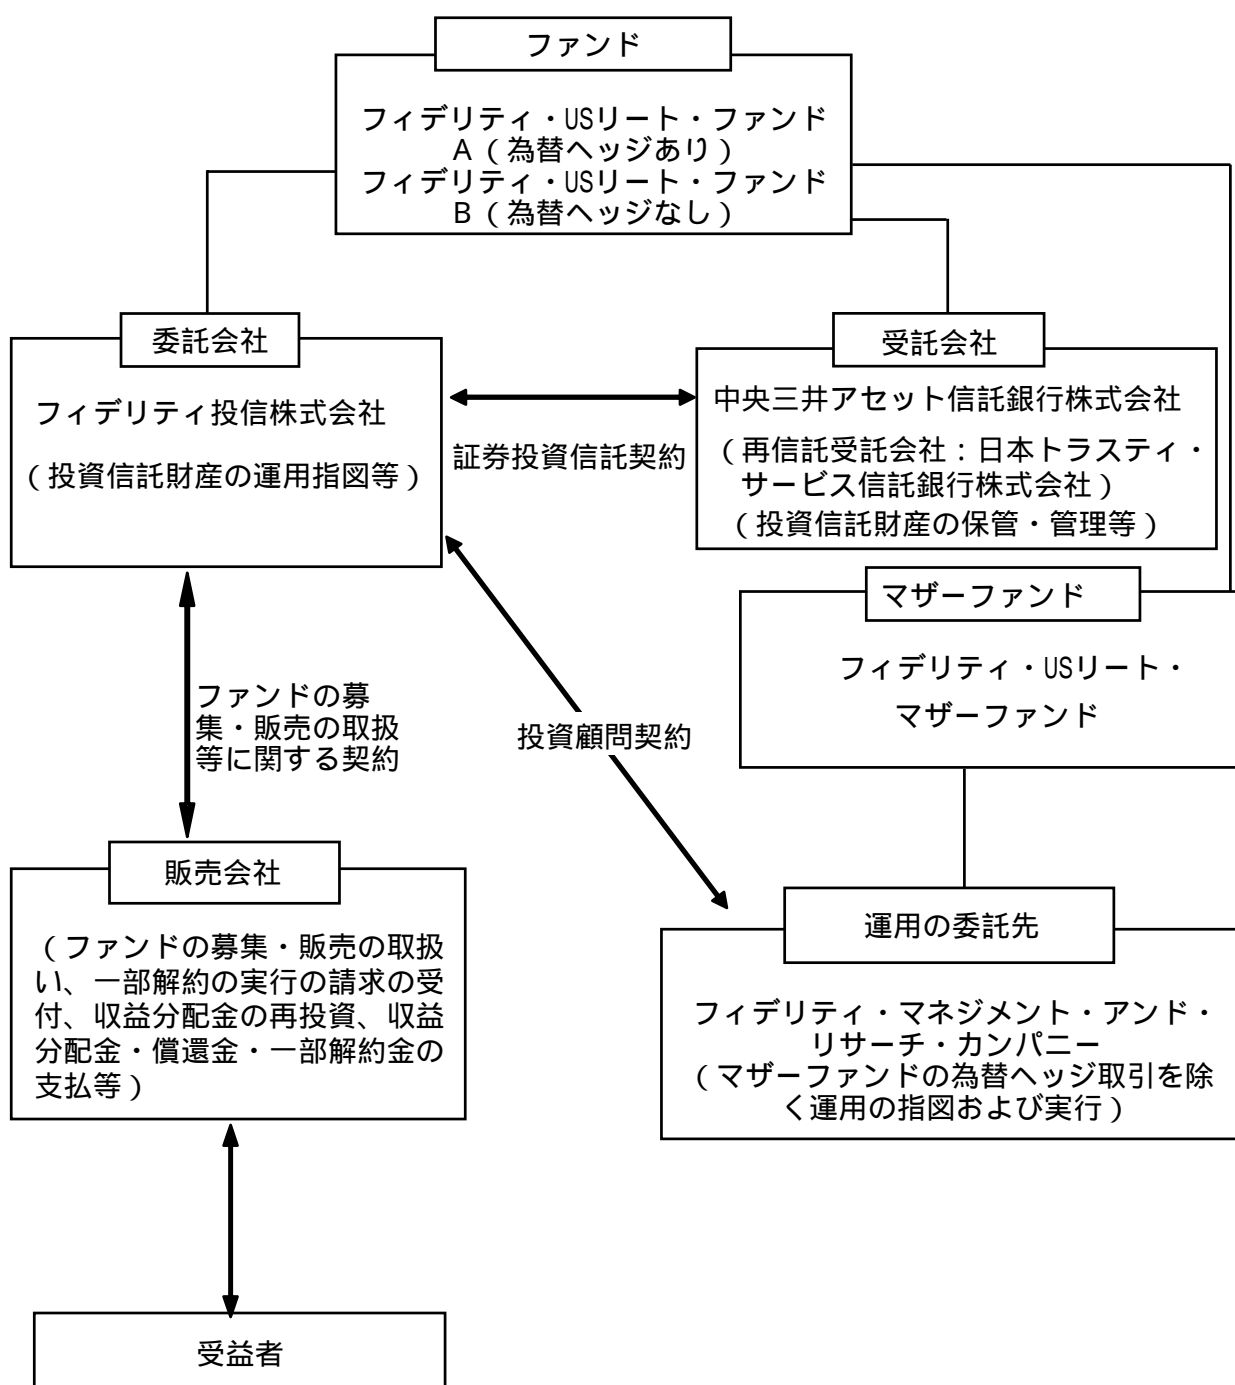 ファンド
フィデリティ・USリート・ファンド
A（為替ヘッジあり）
フィデリティ・USリート・ファンド
B（為替ヘッジなし）
委託会社
フィデリティ投信株式会社
（投資信託財産の運用指図等）
証券投資信託契約
受託会社
中央三井アセット信託銀行株式会社
（再信託受託会社：日本トラスティ・
サービス信託銀行株式会社）
（投資信託財産の保管・管理等）
マザーファンド
フィデリティ・USリート・
マザーファンド
ファンドの募
集・販売の取扱
等に関する契約
投資顧問契約
販売会社
（ファンドの募集・販売の取扱
い、一部解約の実行の請求の受
付、収益分配金の再投資、収益
分配金・償還金・一部解約金の
支払等）
運用の委託先
フィデリティ・マネジメント・アンド・
リサーチ・カンパニー
（マザーファンドの為替ヘッジ取引を除
く運用の指図および実行）
受益者